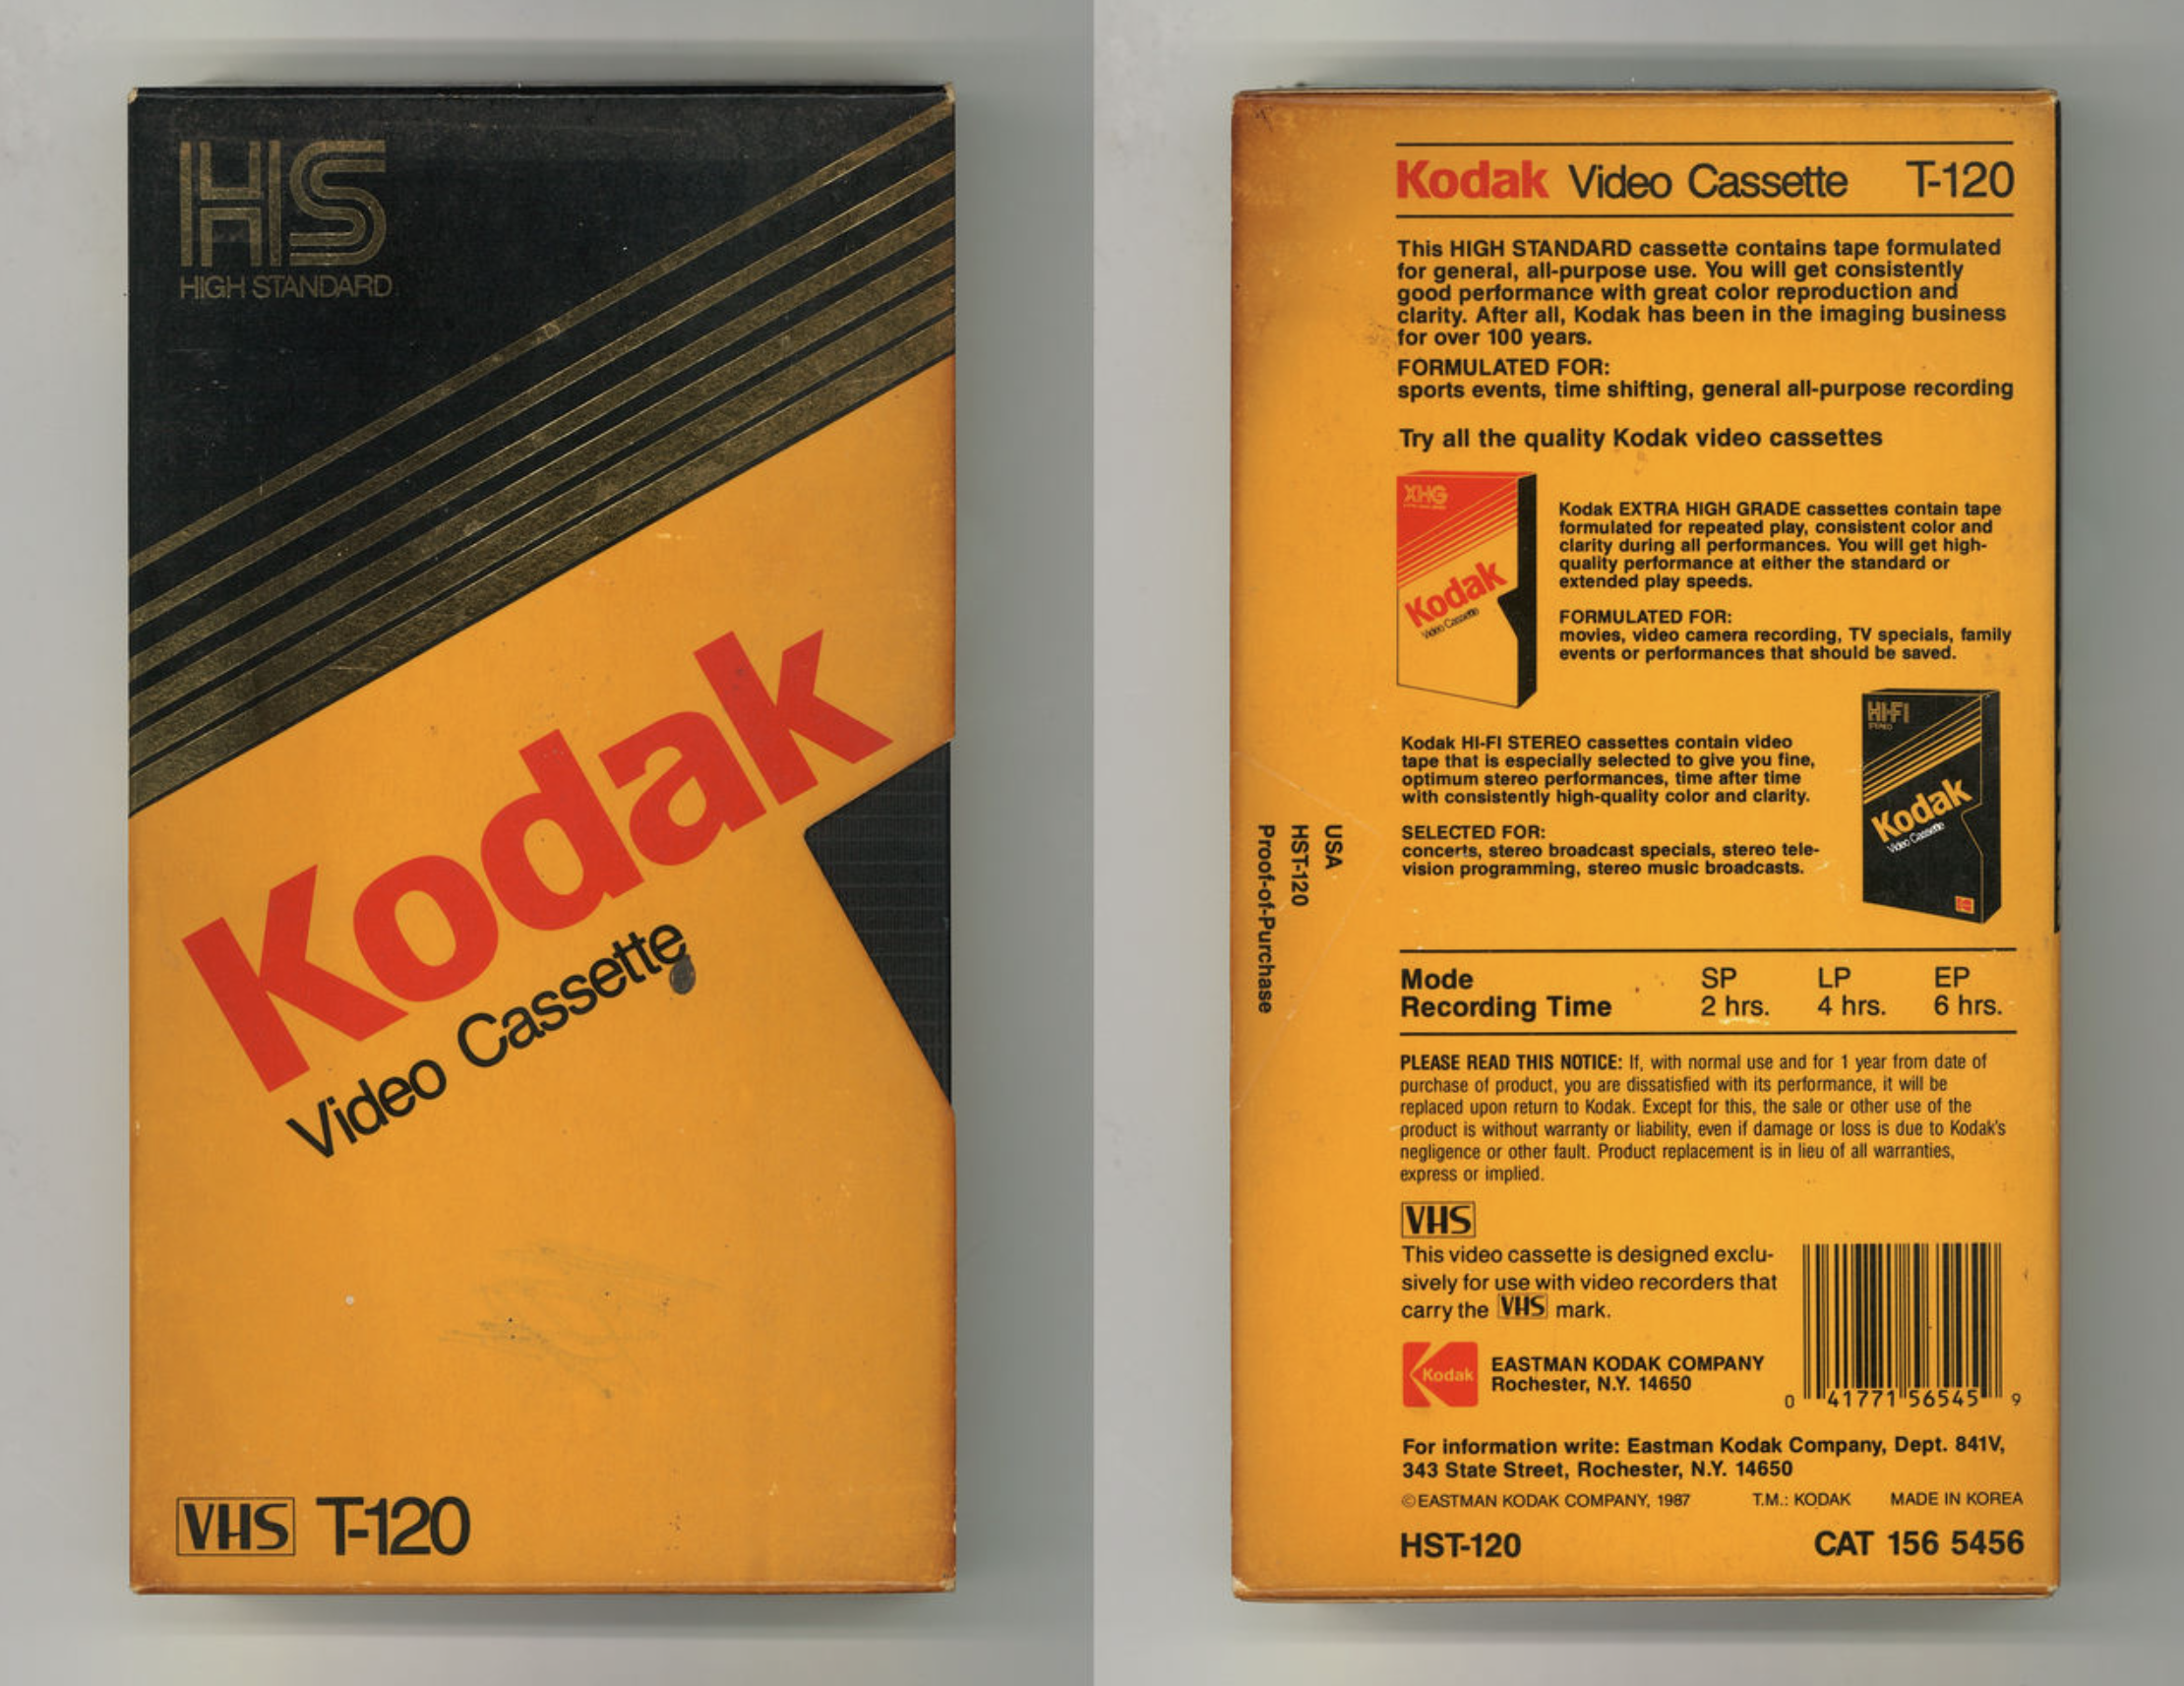 HS
HIGH STANDARD
Kodak
Video Cassette
VHS T-120
Kodak Video Cassette T-120
This HIGH STANDARD cassette contains tape formulated
for general, all-purpose use. You will get consistently
good performance with great color reproduction and
clarity. After all, Kodak has been in the imaging business
for over 100 years.
FORMULATED FOR:
sports events, time shifting, general all-purpose recording
Try all the quality Kodak video cassettes
XHG
Kodak
Video Cassette
Kodak EXTRA HIGH GRADE cassettes contain tape
formulated for repeated play, consistent color and
clarity during all performances. You will get high-
quality performance at either the standard or
extended play speeds.
FORMULATED FOR:
movies, video camera recording, TV specials, family
events or performances that should be saved.
Kodak HI-FI STEREO cassettes contain video
tape that is especially selected to give you fine,
optimum stereo performances, time after time
with consistently high-quality color and clarity.
SELECTED FOR:
concerts, stereo broadcast specials, stereo tele-
vision programming, stereo music broadcasts.
HI-FI
STEREO
Kodak
Video Cassette
USA
HST-120
Proof-of-Purchase
Mode SP LP EP
Recording Time 2 hrs. 4 hrs. 6 hrs.
PLEASE READ THIS NOTICE: If, with normal use and for 1 year from date of
purchase of product, you are dissatisfied with its performance, it will be
replaced upon return to Kodak. Except for this, the sale or other use of the
product is without warranty or liability, even if damage or loss is due to Kodak's
negligence or other fault. Product replacement is in lieu of all warranties,
express or implied.
VHS
This video cassette is designed exclu-
sively for use with video recorders that
carry the VHS mark.
Kodak
EASTMAN KODAK COMPANY
Rochester, N.Y. 14650
0 41771 56545 9
For information write: Eastman Kodak Company, Dept. 841V,
343 State Street, Rochester, N.Y. 14650
©EASTMAN KODAK COMPANY, 1987 T.M.: KODAK MADE IN KOREA
HST-120 CAT 156 5456